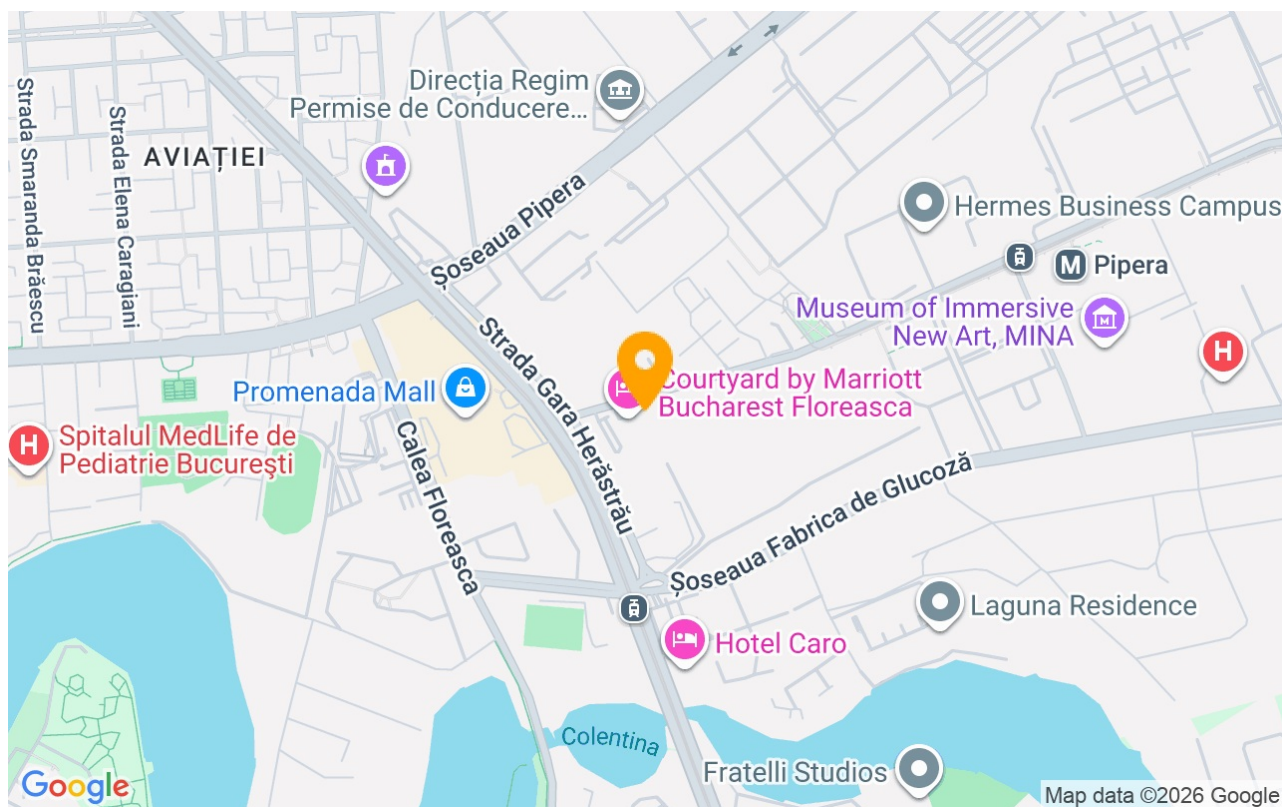 Direcția Regim
Permise de Conducere...
Strada Smaranda Brăescu
Strada Elena Caragiani
AVIAȚIEI
Șoseaua Pipera
Hermes Business Campus
M Pipera
Museum of Immersive
New Art, MINA
H
Strada Gara Herăstrău
Promenada Mall
Courtyard by Marriott
Bucharest Floreasca
H
Spitalul MedLife de
Pediatrie București
Calea Floreasca
Șoseaua Fabrica de Glucoză
Laguna Residence
Hotel Caro
Colentina
Fratelli Studios
Google
Map data ©2026 Google